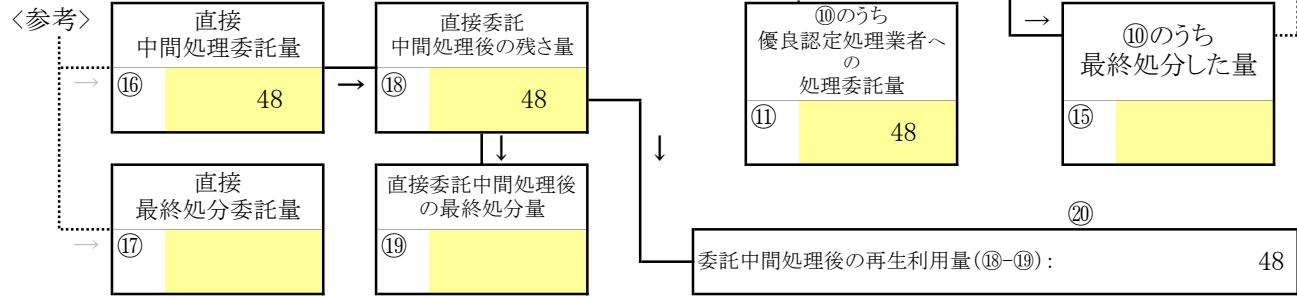 〈参考〉
直接
中間処理委託量
⑯
48
→
→
直接委託
中間処理後の残さ量
⑱
48
↓
↓
⑩のうち
優良認定処理業者へ
の
処理委託量
⑪
48
→
⑩のうち
最終処分した量
⑮
直接
最終処分委託量
→
⑰
直接委託中間処理後
の最終処分量
⑲
⑳
委託中間処理後の再生利用量(⑱-⑲):
48